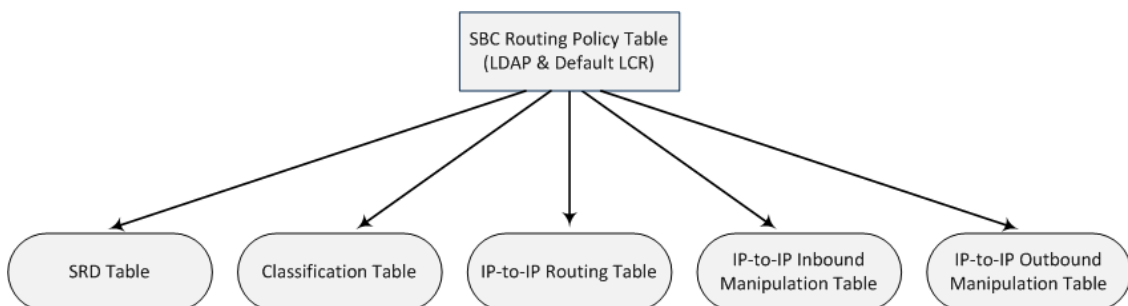 SBC Routing Policy Table
(LDAP & Default LCR)
SRD Table
Classification Table
IP-to-IP Routing Table
IP-to-IP Inbound
Manipulation Table
IP-to-IP Outbound
Manipulation Table